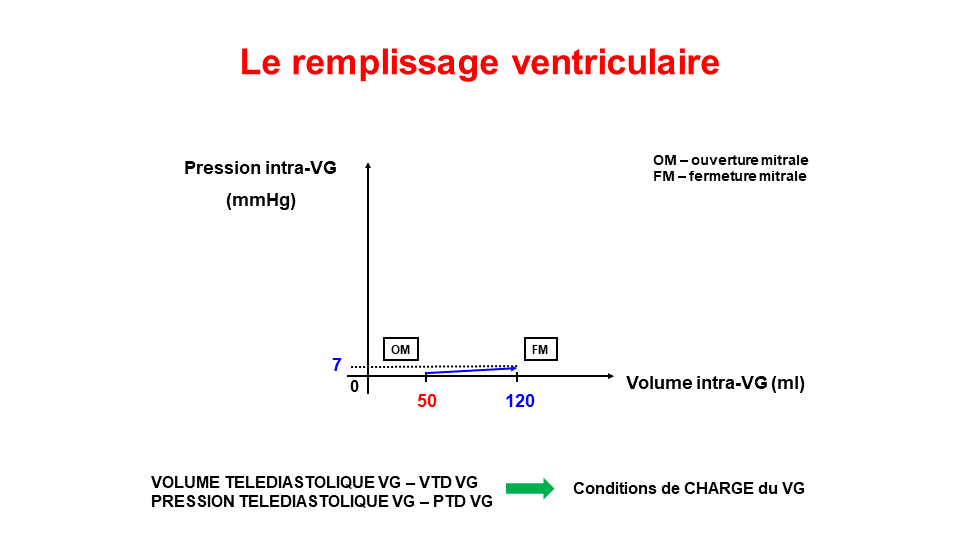 Le remplissage ventriculaire
Pression intra-VG
(mmHg)
OM – ouverture mitrale
FM – fermeture mitrale
OM
FM
7
0
50
120
Volume intra-VG (ml)
VOLUME TELEDIASTOLIQUE VG – VTD VG
PRESSION TELEDIASTOLIQUE VG – PTD VG
Conditions de CHARGE du VG